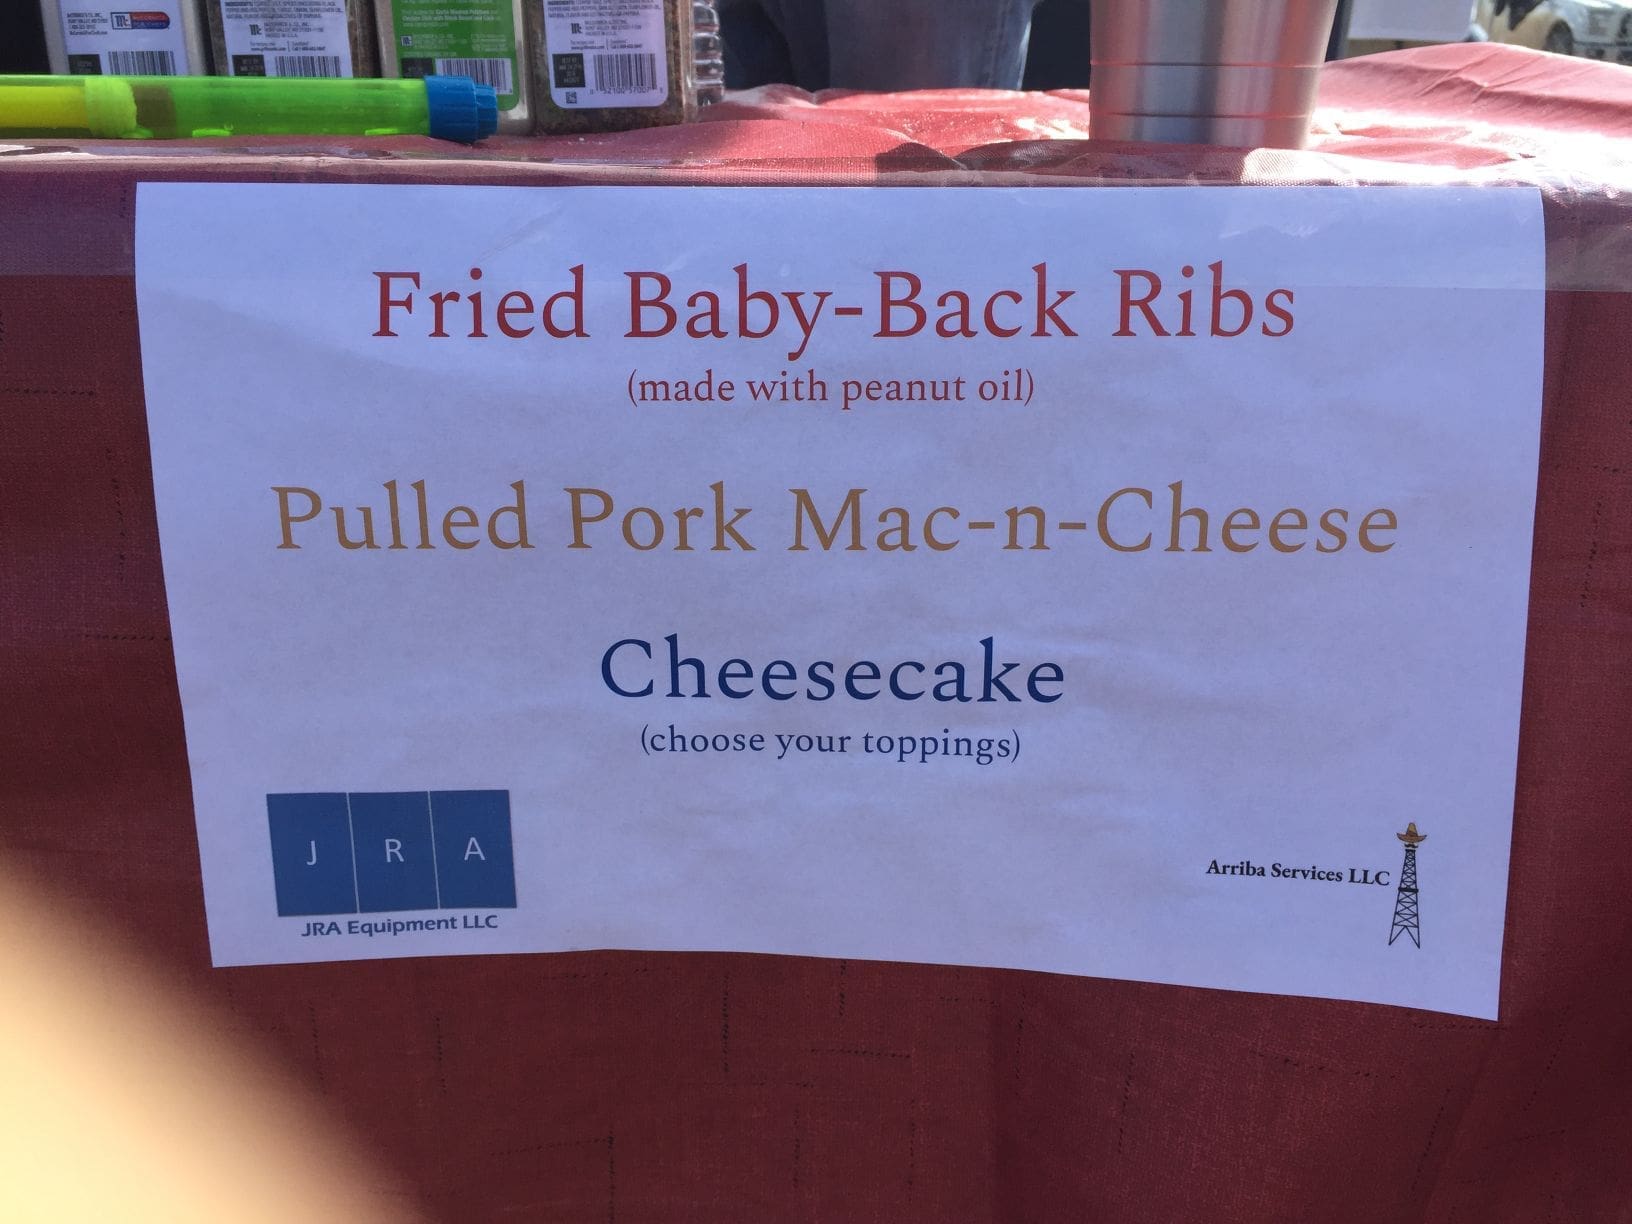 Fried Baby-Back Ribs
(made with peanut oil)
Pulled Pork Mac-n-Cheese
Cheesecake
(choose your toppings)
J R A
JRA Equipment LLC
Arriba Services LLC